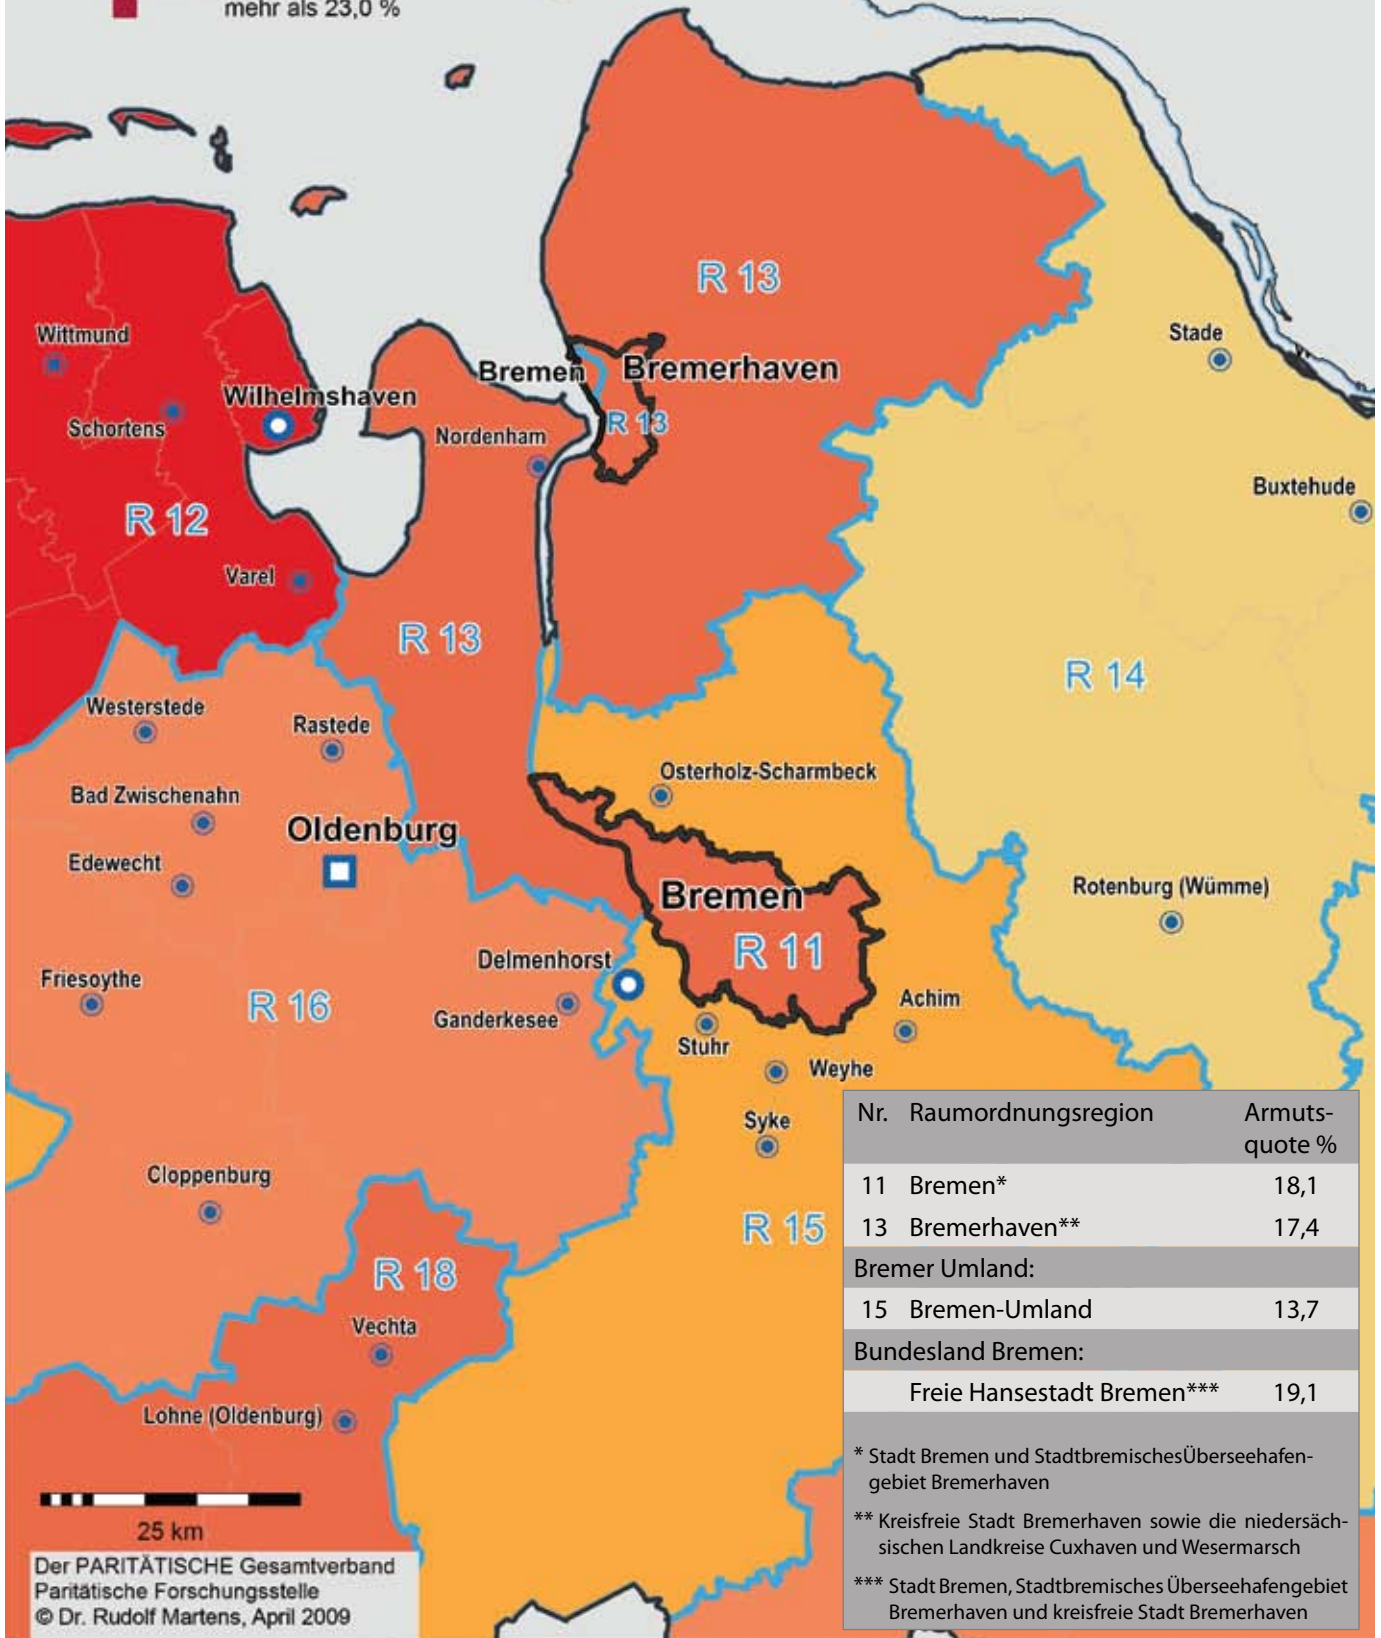 mehr als 23,0 %
R 13
Wittmund
Stade
Bremen
Bremerhaven
Wilhelmshaven
Schortens
Nordenham
R 13
Buxtehude
R 12
Varel
R 13
R 14
Westerstede
Rastede
Osterholz-Scharmbeck
Bad Zwischenahn
Oldenburg
Edewecht
Rotenburg (Wümme)
Bremen
R 11
Delmenhorst
Friesoythe
R 16
Ganderkesee
Achim
Stuhr
Weyhe
Syke
Cloppenburg
R 15
R 18
Vechta
Lohne (Oldenburg)
25 km
Der PARITÄTISCHE Gesamtverband
Paritätische Forschungsstelle
© Dr. Rudolf Martens, April 2009
Nr. Raumordnungsregion Armuts-
quote %
11 Bremen* 18,1
13 Bremerhaven** 17,4
Bremer Umland:
15 Bremen-Umland 13,7
Bundesland Bremen:
Freie Hansestadt Bremen*** 19,1
* Stadt Bremen und StadtbremischesÜberseehafen-
gebiet Bremerhaven
** Kreisfreie Stadt Bremerhaven sowie die niedersäch-
sischen Landkreise Cuxhaven und Wesermarsch
*** Stadt Bremen, Stadtbremisches Überseehafengebiet
Bremerhaven und kreisfreie Stadt Bremerhaven